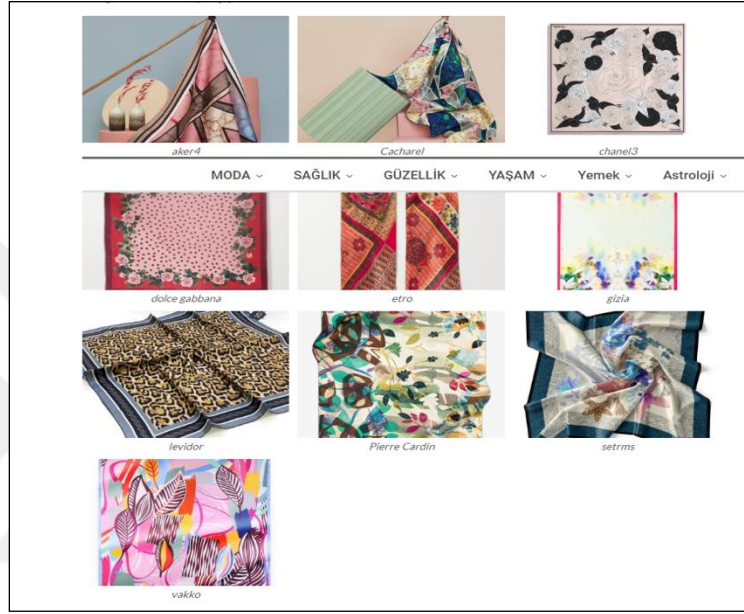 aker4 Cacharel chanel3
MODA SAĞLIK GÜZELLİK YAŞAM Yemek Astroloji
dolce gabbana etro gizia
levidor Pierre Cardin setrms
vakko